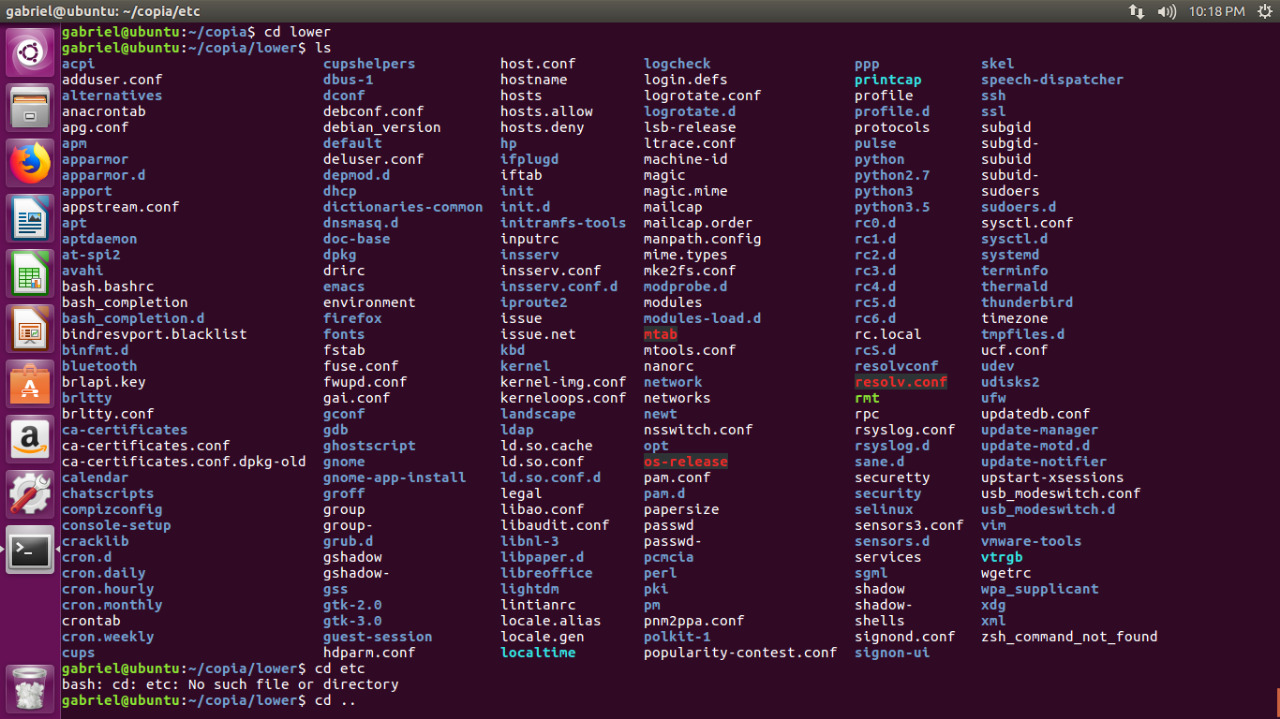 gabriel@ubuntu: ~/copia/etc 10:18 PM
gabriel@ubuntu:~/copia$ cd lower
gabriel@ubuntu:~/copia/lower$ ls
acpi cupshelpers host.conf logcheck ppp skel
adduser.conf dbus-1 hostname login.defs printcap speech-dispatcher
alternatives dconf hosts logrotate.conf profile ssh
anacrontab debconf.conf hosts.allow logrotate.d profile.d ssl
apg.conf debian_version hosts.deny lsb-release protocols subgid
apm default hp ltrace.conf pulse subgid-
apparmor deluser.conf ifplugd machine-id python subuid
apparmor.d depmod.d iftab magic python2.7 subuid-
apport dhcp init magic.mime python3 sudoers
appstream.conf dictionaries-common init.d mailcap python3.5 sudoers.d
apt dnsmasq.d initramfs-tools mailcap.order rc0.d sysctl.conf
aptdaemon doc-base inputrc manpath.config rc1.d sysctl.d
at-spi2 dpkg insserv mime.types rc2.d systemd
avahi drirc insserv.conf mke2fs.conf rc3.d terminfo
bash.bashrc emacs insserv.conf.d modprobe.d rc4.d thermald
bash_completion environment iproute2 modules rc5.d thunderbird
bash_completion.d firefox issue modules-load.d rc6.d timezone
bindresvport.blacklist fonts issue.net mtab rc.local tmpfiles.d
binfmt.d fstab kbd mtools.conf rcS.d ucf.conf
bluetooth fuse.conf kernel nanorc resolvconf udev
brlapi.key fwupd.conf kernel-img.conf network resolv.conf udisks2
brltty gai.conf kerneloops.conf networks rmt ufw
brltty.conf gconf landscape newt rpc updatedb.conf
ca-certificates gdb ldap nsswitch.conf rsyslog.conf update-manager
ca-certificates.conf ghostscript ld.so.cache opt rsyslog.d update-motd.d
ca-certificates.conf.dpkg-old gnome ld.so.conf os-release sane.d update-notifier
calendar gnome-app-install ld.so.conf.d pam.conf securetty upstart-xsessions
chatscripts groff legal pam.d security usb_modeswitch.conf
compizconfig group libao.conf papersize selinux usb_modeswitch.d
console-setup group- libaudit.conf passwd sensors3.conf vim
cracklib grub.d libnl-3 passwd- sensors.d vmware-tools
cron.d gshadow libpaper.d pcmcia services vtrgb
cron.daily gshadow- libreoffice perl sgml wgetrc
cron.hourly gss lightdm pki shadow wpa_supplicant
cron.monthly gtk-2.0 lintianrc pm shadow- xdg
crontab gtk-3.0 locale.alias pnm2ppa.conf shells xml
cron.weekly guest-session locale.gen polkit-1 signond.conf zsh_command_not_found
cups hdparm.conf localtime popularity-contest.conf signon-ui
gabriel@ubuntu:~/copia/lower$ cd etc
bash: cd: etc: No such file or directory
gabriel@ubuntu:~/copia/lower$ cd ..